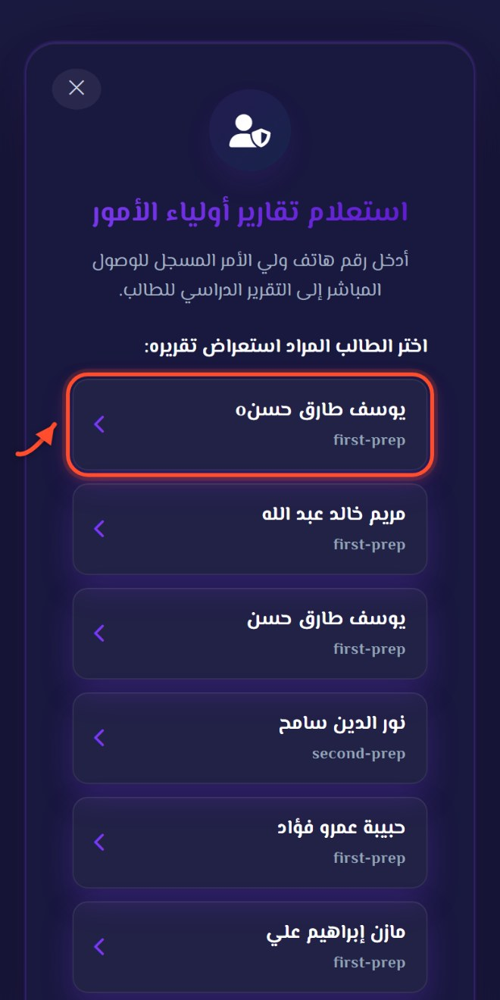 استعلام تقارير أولياء الأمور
أدخل رقم هاتف ولي الأمر المسجل للوصول
المباشر إلى التقرير الدراسي للطالب.
اختر الطالب المراد استعراض تقريره:
يوسف طارق حسنo
first-prep
مريم خالد عبد الله
first-prep
يوسف طارق حسن
first-prep
نور الدين سامح
second-prep
حبيبة عمرو فؤاد
first-prep
مازن إبراهيم علي
first-prep